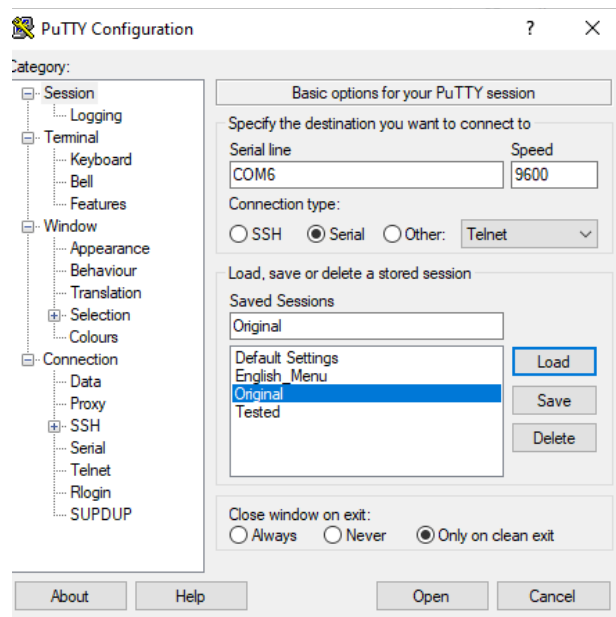 PuTTY Configuration
?
Category:
Session
Logging
Terminal
Keyboard
Bell
Features
Window
Appearance
Behaviour
Translation
Selection
Colours
Connection
Data
Proxy
SSH
Serial
Telnet
Rlogin
SUPDUP
Basic options for your PuTTY session
Specify the destination you want to connect to
Serial line Speed
COM6 9600
Connection type:
SSH Serial Other: Telnet
Load, save or delete a stored session
Saved Sessions
Original
Default Settings
English_Menu
Original
Tested
Load
Save
Delete
Close window on exit:
Always Never Only on clean exit
About Help Open Cancel